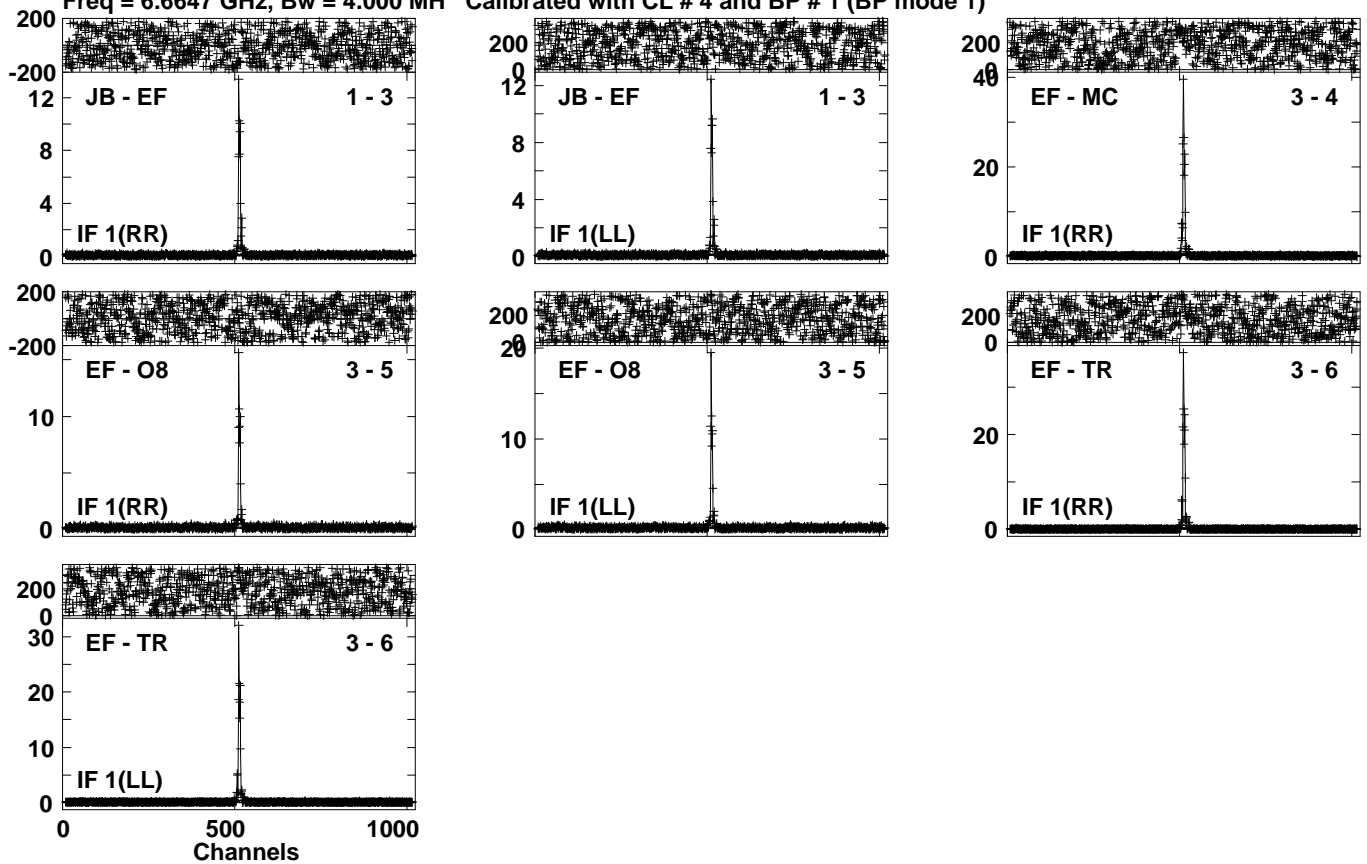 Freq = 6.6647 GHz, Bw = 4.000 MH Calibrated with CL # 4 and BP # 1 (BP mode 1)
200
-200
12
8
4
0
JB - EF 1 - 3
IF 1(RR)
200
0
12
8
4
0
JB - EF 1 - 3
IF 1(LL)
200
0
40
20
0
EF - MC 3 - 4
IF 1(RR)
200
-200
10
0
EF - O8 3 - 5
IF 1(RR)
200
0
20
10
0
EF - O8 3 - 5
IF 1(LL)
200
0
20
0
EF - TR 3 - 6
IF 1(RR)
200
0
30
20
10
0
EF - TR 3 - 6
IF 1(LL)
0 500 1000
Channels